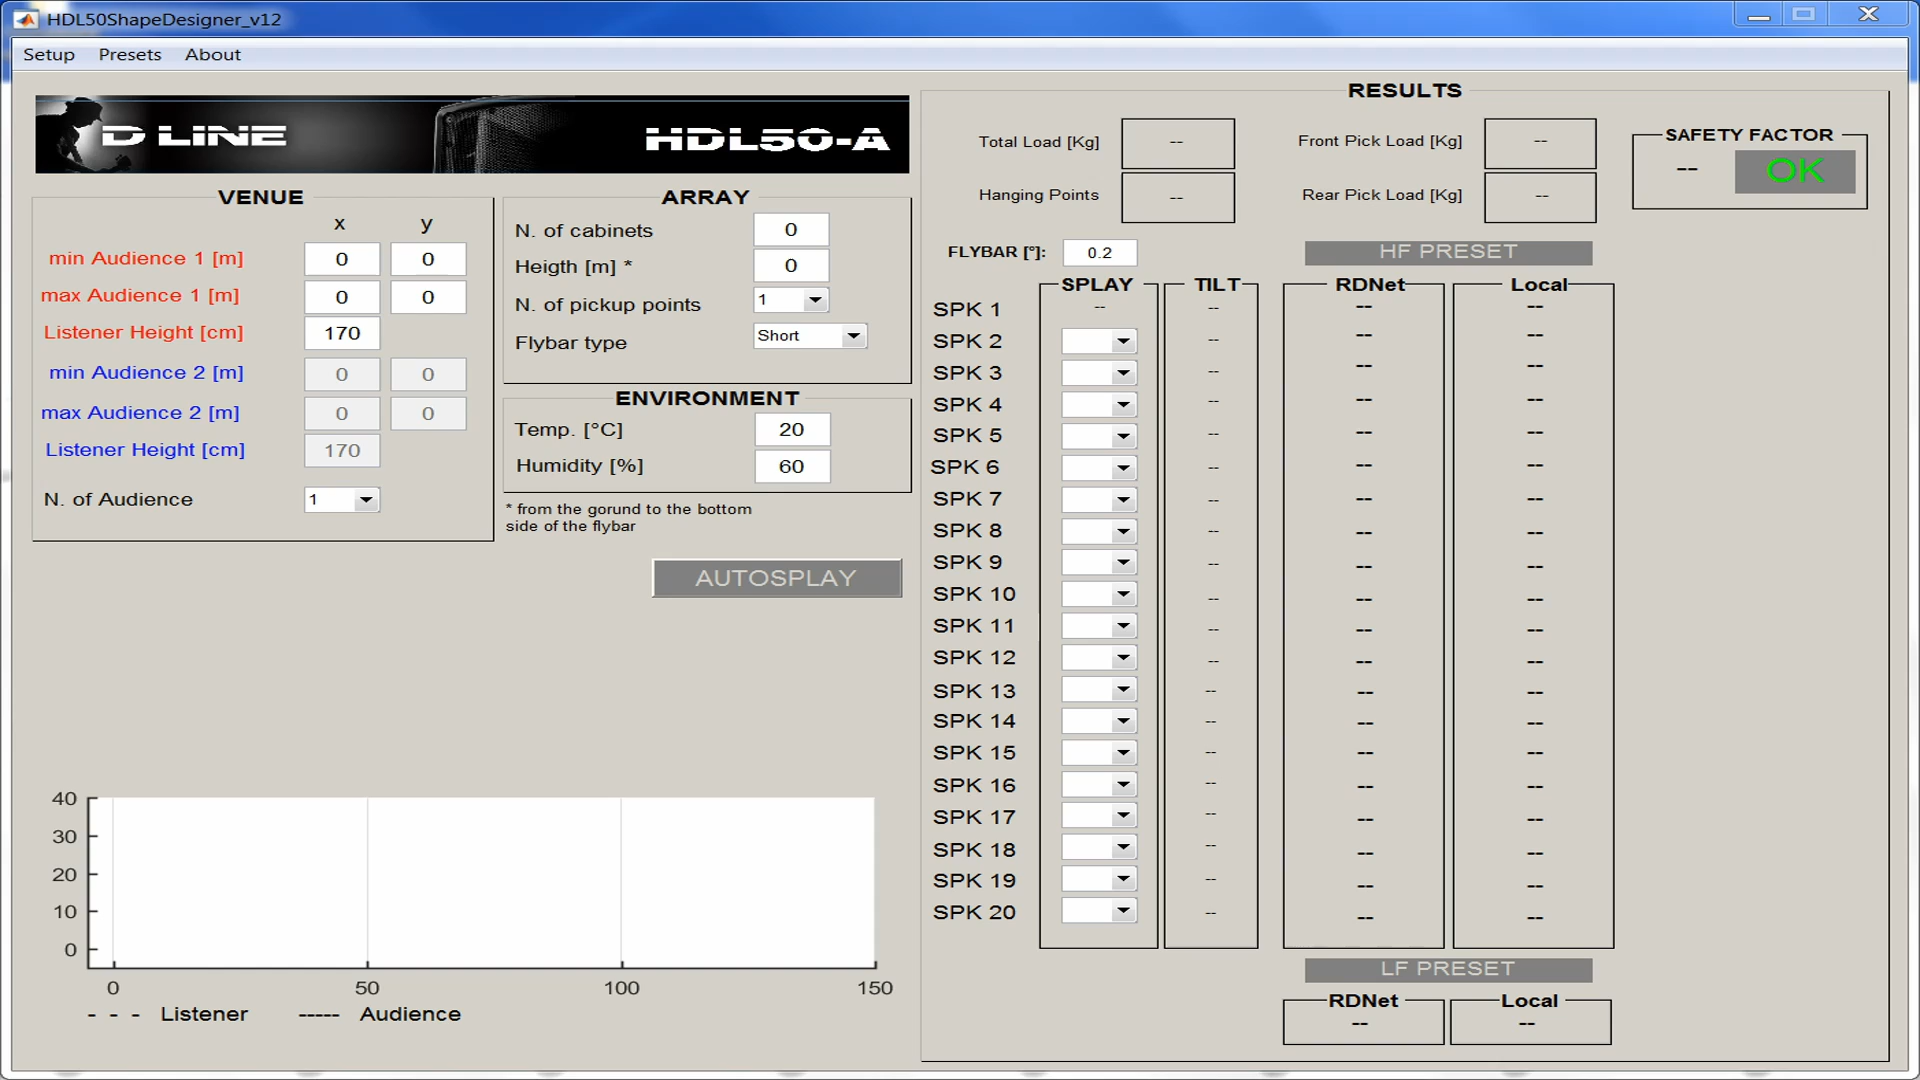 HDL50ShapeDesigner_v12
Setup Presets About
D LINE HDL50-A
VENUE
x y
min Audience 1 [m] 0 0
max Audience 1 [m] 0 0
Listener Height [cm] 170
min Audience 2 [m] 0 0
max Audience 2 [m] 0 0
Listener Height [cm] 170
N. of Audience 1
ARRAY
N. of cabinets 0
Heigth [m] * 0
N. of pickup points 1
Flybar type Short
ENVIRONMENT
Temp. [°C] 20
Humidity [%] 60
* from the gorund to the bottom
side of the flybar
AUTOSPLAY
40
30
20
10
0
0 50 100 150
- - - Listener ----- Audience
RESULTS
Total Load [Kg] -- Front Pick Load [Kg] --
Hanging Points -- Rear Pick Load [Kg] --
SAFETY FACTOR
-- OK
FLYBAR [°]: 0.2 HF PRESET
SPLAY TILT RDNet Local
SPK 1 -- -- -- --
SPK 2 -- -- --
SPK 3 -- -- --
SPK 4 -- -- --
SPK 5 -- -- --
SPK 6 -- -- --
SPK 7 -- -- --
SPK 8 -- -- --
SPK 9 -- -- --
SPK 10 -- -- --
SPK 11 -- -- --
SPK 12 -- -- --
SPK 13 -- -- --
SPK 14 -- -- --
SPK 15 -- -- --
SPK 16 -- -- --
SPK 17 -- -- --
SPK 18 -- -- --
SPK 19 -- -- --
SPK 20 -- -- --
LF PRESET
RDNet Local
-- --